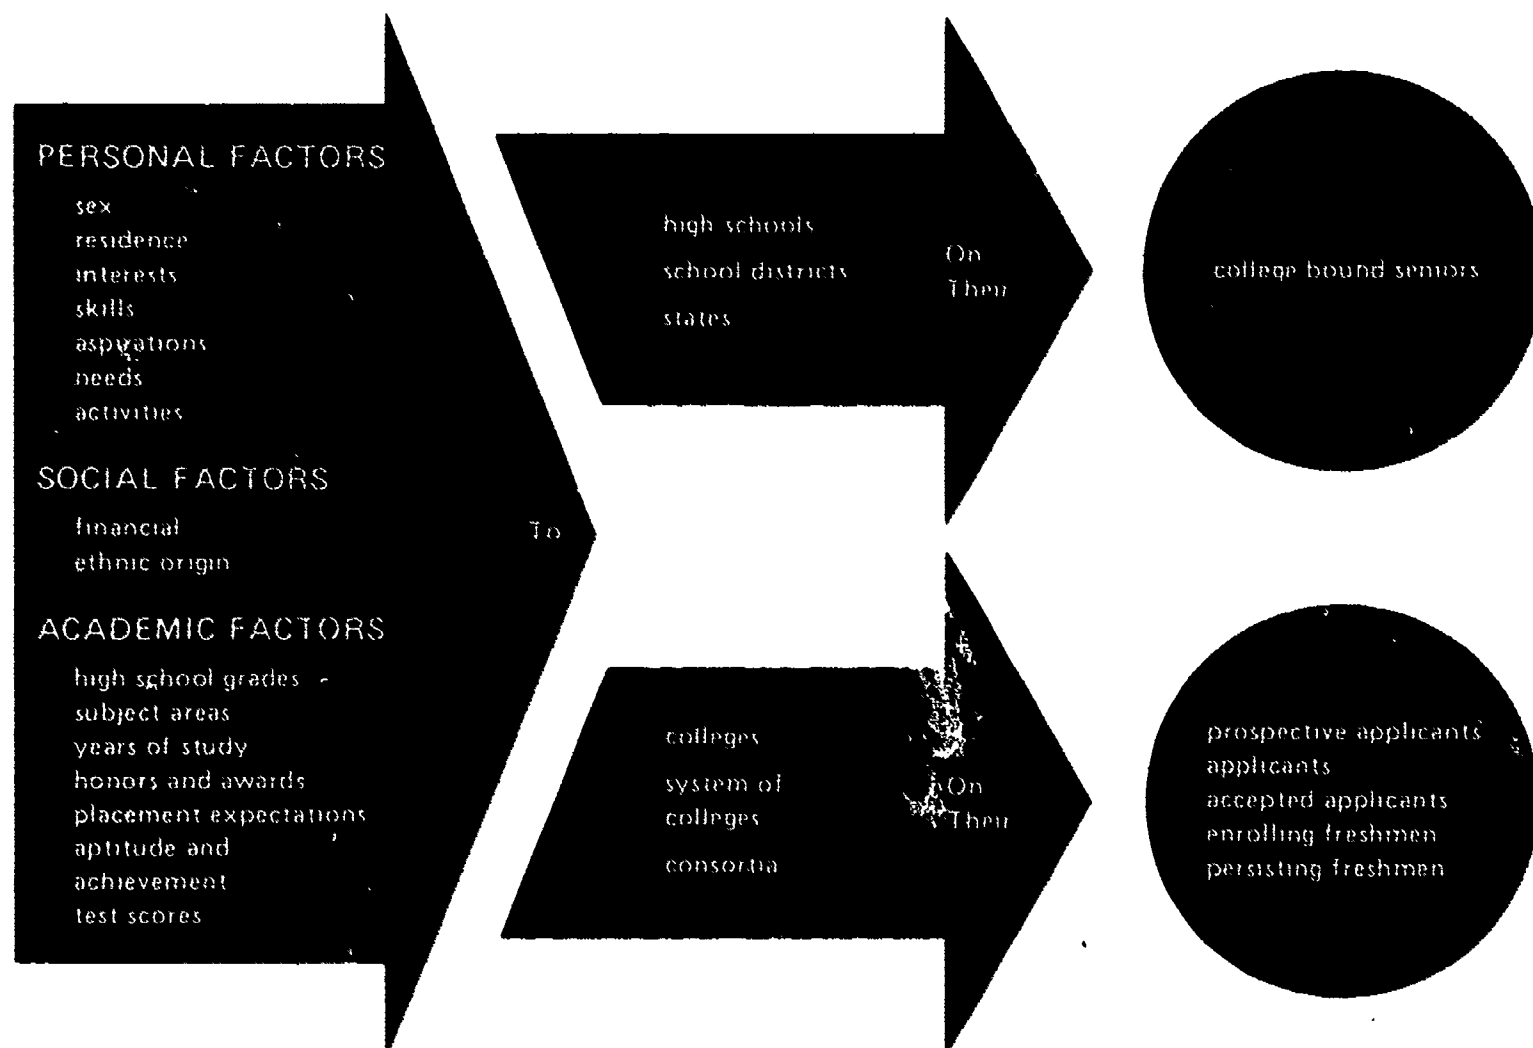 PERSONAL FACTORS
sex
residence
interests
skills
aspirations
needs
activities
SOCIAL FACTORS
financial
ethnic origin
ACADEMIC FACTORS
high school grades
subject areas
years of study
honors and awards
placement expectations
aptitude and
achievement
test scores
To
high schools
school districts
states
On
Their
college bound seniors
colleges
system of
colleges
consortia
On
Their
prospective applicants
applicants
accepted applicants
enrolling freshmen
persisting freshmen